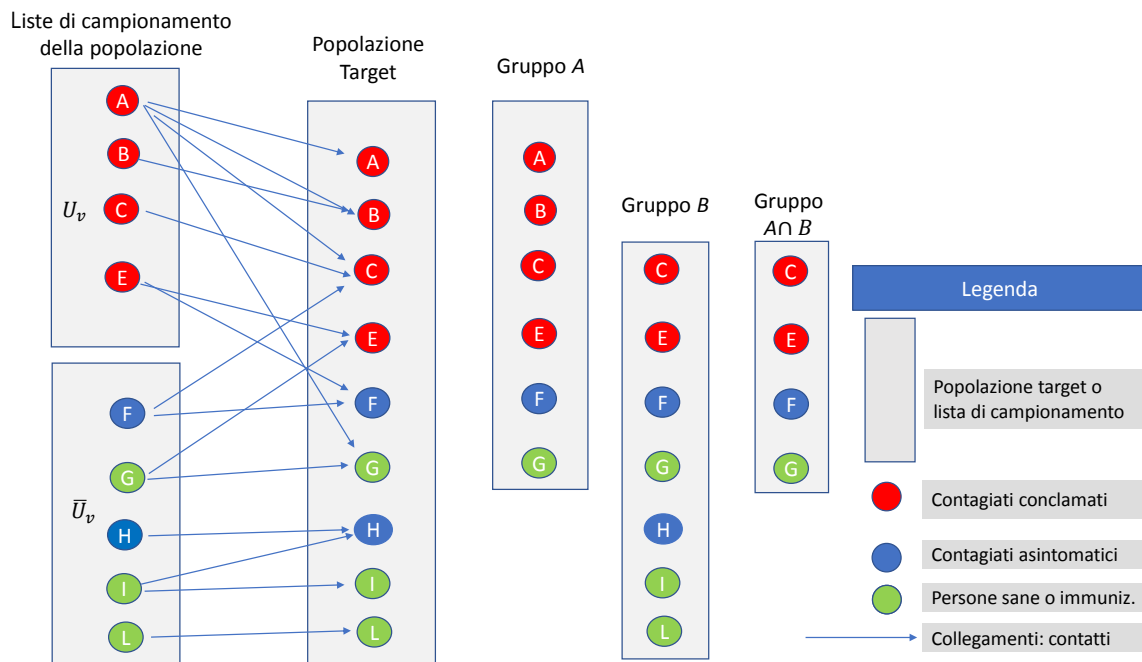 Liste di campionamento
della popolazione
A
B
C
E
U_v
F
G
H
I
L
Ū_v
Popolazione
Target
A
B
C
E
F
G
H
I
L
Gruppo A
A
B
C
E
F
G
Gruppo B
C
E
F
G
H
I
L
Gruppo
A∩ B
C
E
F
G
Legenda
Popolazione target o
lista di campionamento
Contagiati conclamati
Contagiati asintomatici
Persone sane o immuniz.
Collegamenti: contatti